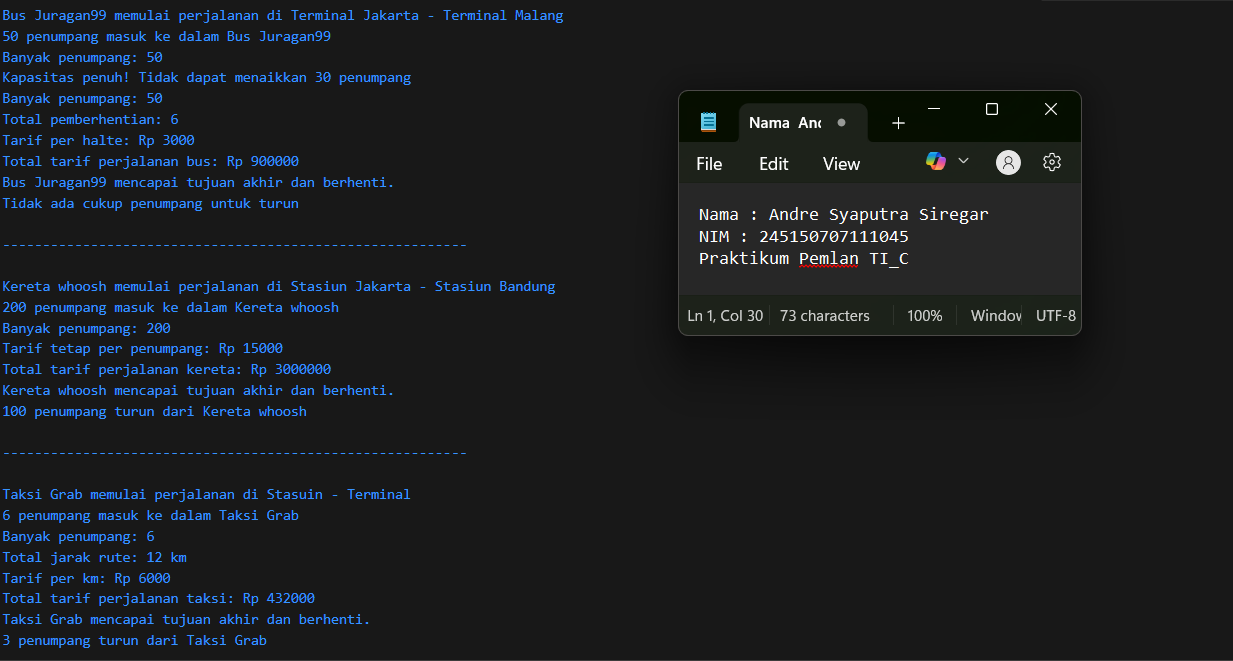 Bus Juragan99 memulai perjalanan di Terminal Jakarta - Terminal Malang
50 penumpang masuk ke dalam Bus Juragan99
Banyak penumpang: 50
Kapasitas penuh! Tidak dapat menaikkan 30 penumpang
Banyak penumpang: 50
Total pemberhentian: 6
Tarif per halte: Rp 3000
Total tarif perjalanan bus: Rp 900000
Bus Juragan99 mencapai tujuan akhir dan berhenti.
Tidak ada cukup penumpang untuk turun
----------------------------------------------------------
Kereta whoosh memulai perjalanan di Stasiun Jakarta - Stasiun Bandung
200 penumpang masuk ke dalam Kereta whoosh
Banyak penumpang: 200
Tarif tetap per penumpang: Rp 15000
Total tarif perjalanan kereta: Rp 3000000
Kereta whoosh mencapai tujuan akhir dan berhenti.
100 penumpang turun dari Kereta whoosh
----------------------------------------------------------
Taksi Grab memulai perjalanan di Stasuin - Terminal
6 penumpang masuk ke dalam Taksi Grab
Banyak penumpang: 6
Total jarak rute: 12 km
Tarif per km: Rp 6000
Total tarif perjalanan taksi: Rp 432000
Taksi Grab mencapai tujuan akhir dan berhenti.
3 penumpang turun dari Taksi Grab
Nama And
File Edit View
Nama : Andre Syaputra Siregar
NIM : 245150707111045
Praktikum Pemlan TI_C
Ln 1, Col 30 73 characters 100% Window UTF-8